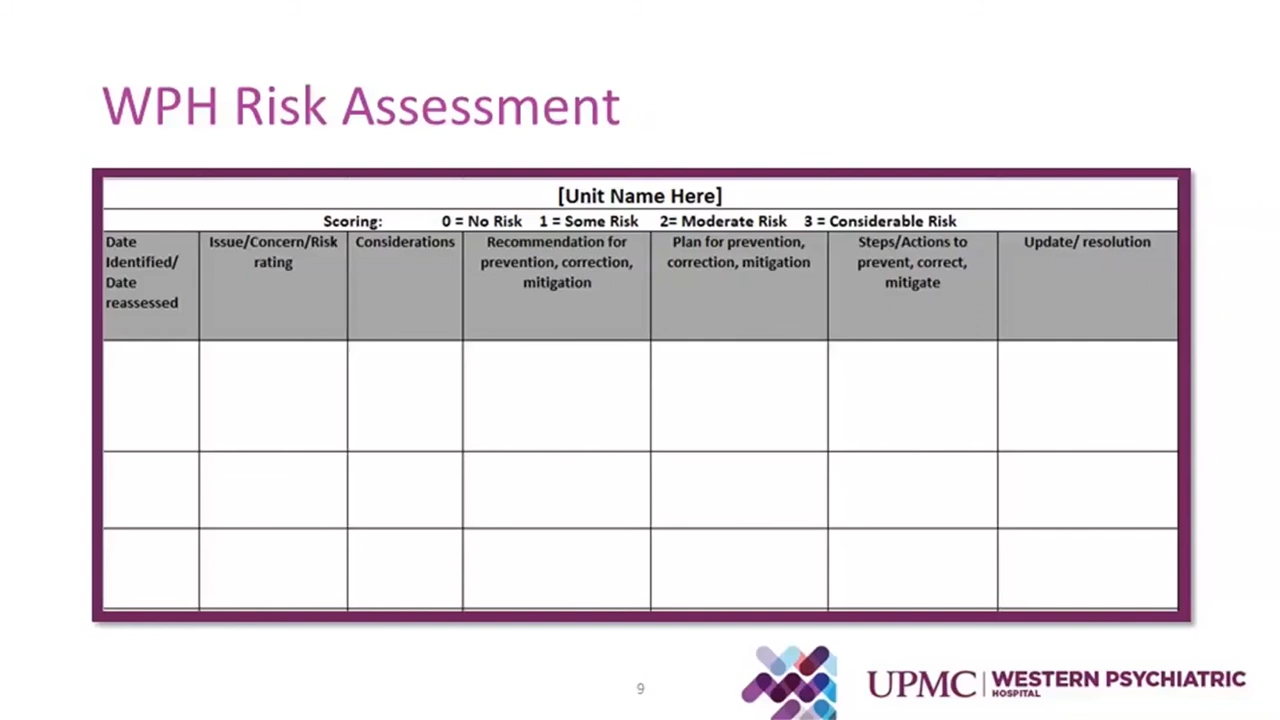 WPH Risk Assessment
[Unit Name Here]
Scoring: 0 = No Risk 1 = Some Risk 2= Moderate Risk 3 = Considerable Risk
Date
Identified/
Date
reassessed
Issue/Concern/Risk
rating
Considerations
Recommendation for
prevention, correction,
mitigation
Plan for prevention,
correction, mitigation
Steps/Actions to
prevent, correct,
mitigate
Update/ resolution
9
UPMC
WESTERN PSYCHIATRIC
HOSPITAL